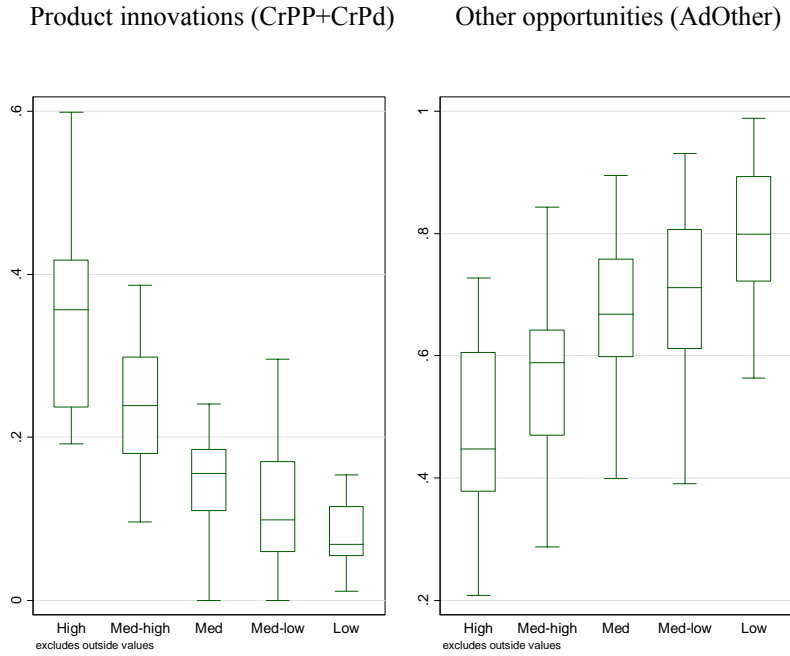 Product innovations (CrPP+CrPd)
.6
.4
.2
0
High Med-high Med Med-low Low
excludes outside values
Other opportunities (AdOther)
1
.8
.6
.4
.2
High Med-high Med Med-low Low
excludes outside values